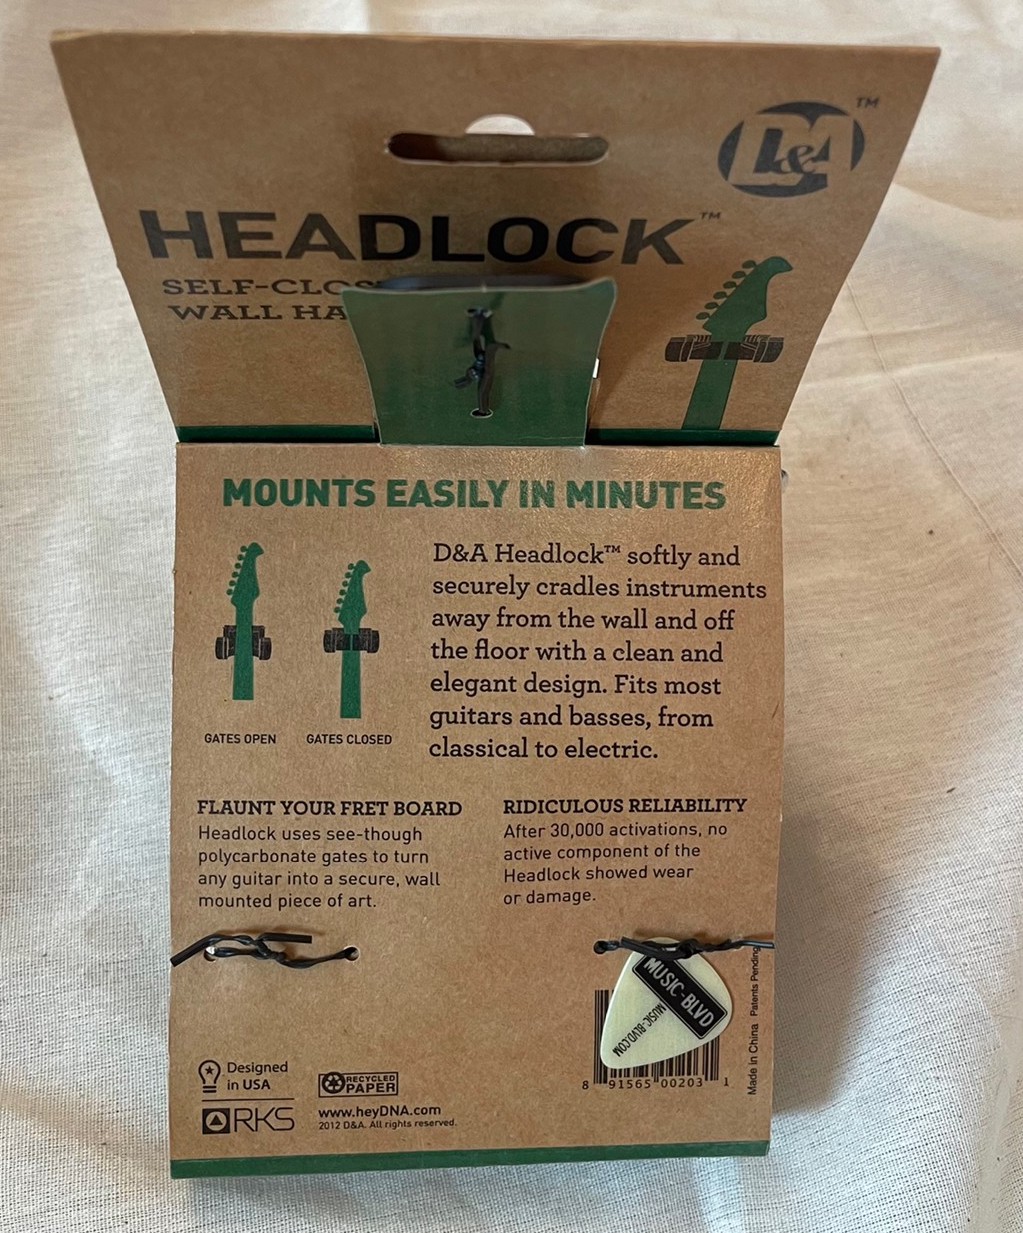 D&A™
HEADLOCK™
SELF-CLOS
WALL HA
MOUNTS EASILY IN MINUTES
D&A Headlock™ softly and
securely cradles instruments
away from the wall and off
the floor with a clean and
elegant design. Fits most
guitars and basses, from
classical to electric.
GATES OPEN
GATES CLOSED
FLAUNT YOUR FRET BOARD
Headlock uses see-though
polycarbonate gates to turn
any guitar into a secure, wall
mounted piece of art.
RIDICULOUS RELIABILITY
After 30,000 activations, no
active component of the
Headlock showed wear
or damage.
MUSIC-BLVD
MUSIC-BLVD.COM
8 91565 00203 1
Made in China Patents Pending
Designed
in USA
RKS
RECYCLED
PAPER
www.heyDNA.com
2012 D&A. All rights reserved.